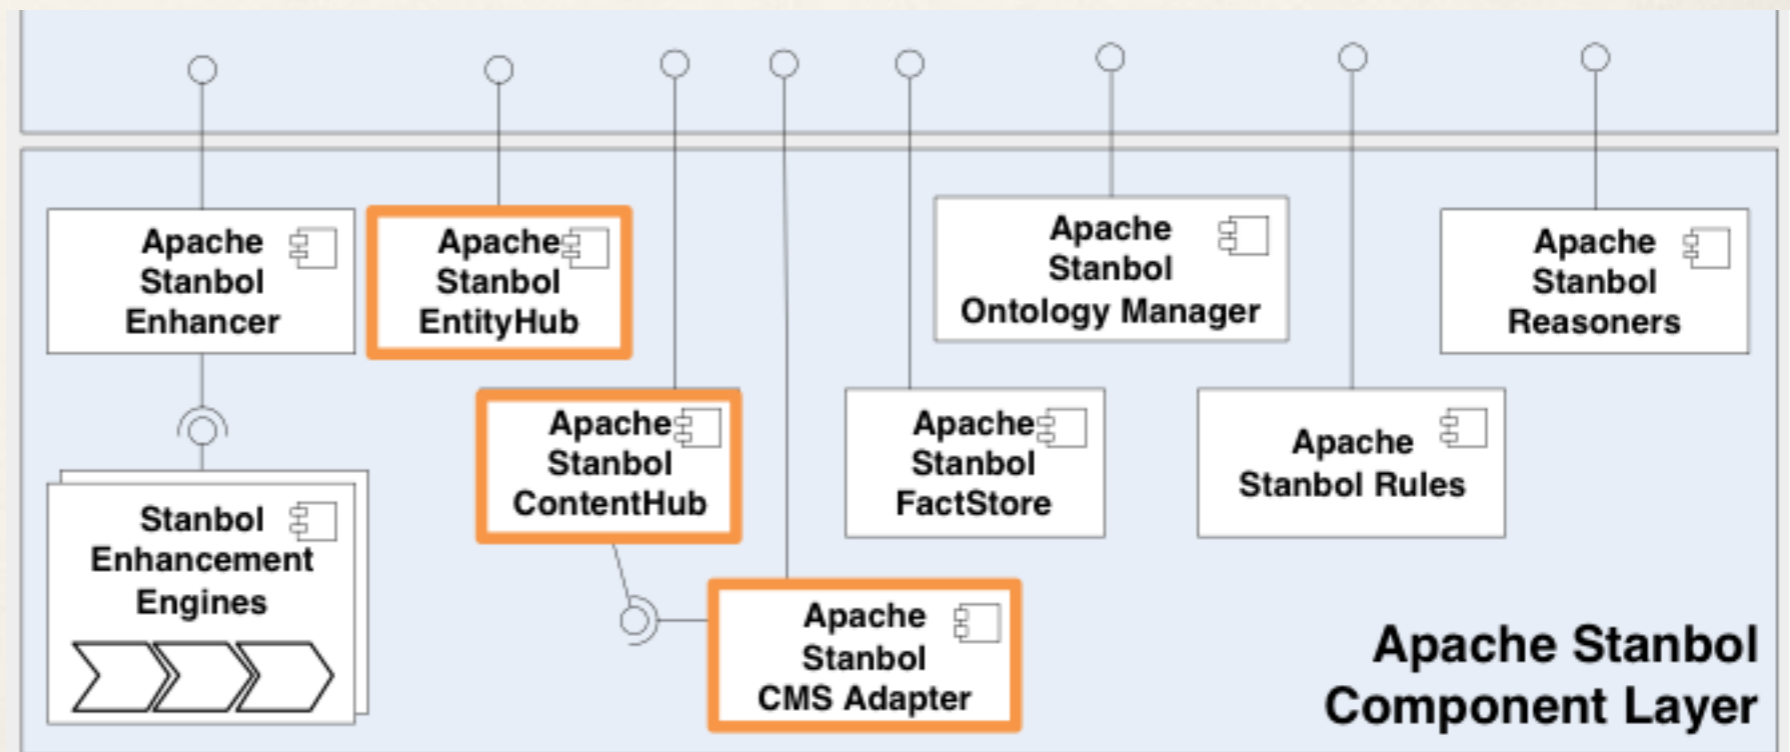 Apache
Stanbol
Enhancer
Apache
Stanbol
EntityHub
Apache
Stanbol
Ontology Manager
Apache
Stanbol
Reasoners
Apache
Stanbol
ContentHub
Apache
Stanbol
FactStore
Apache
Stanbol Rules
Stanbol
Enhancement
Engines
Apache
Stanbol
CMS Adapter
Apache Stanbol
Component Layer